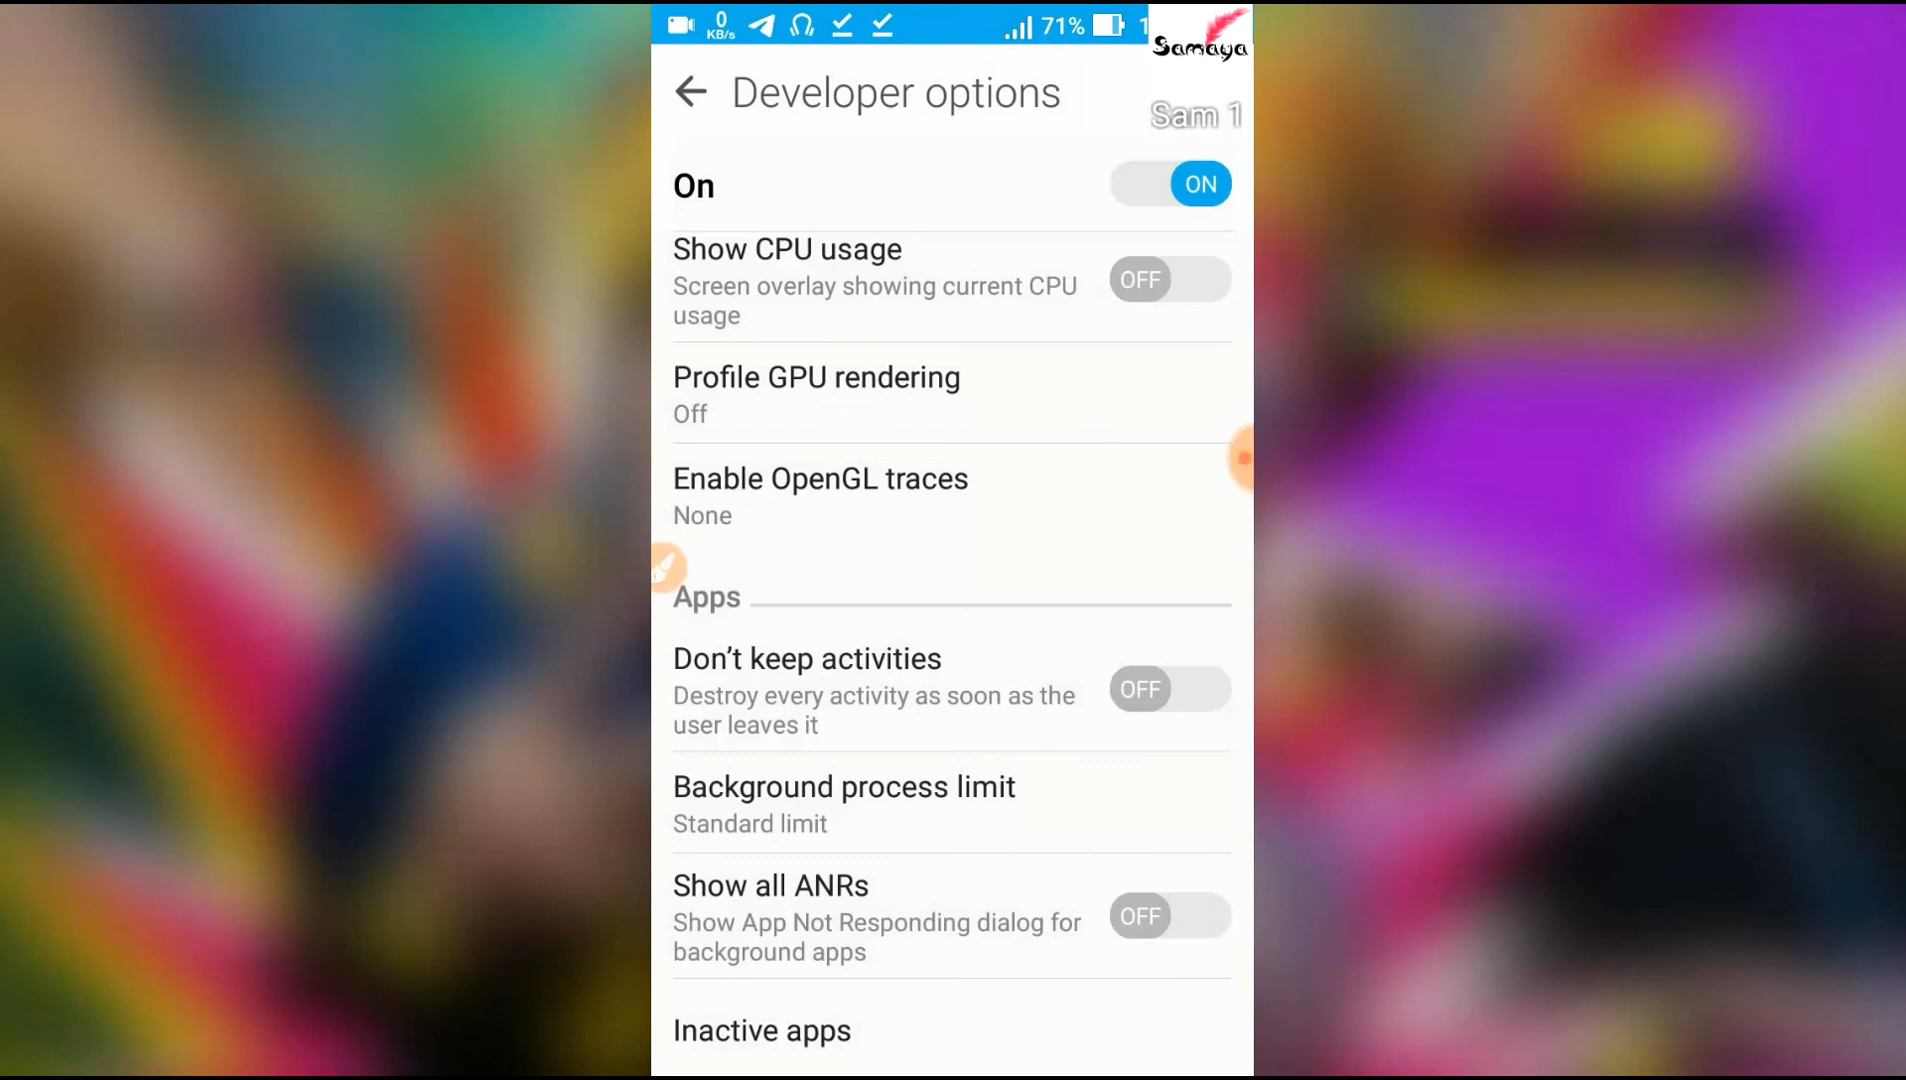 0
KB/s
71%
Samaya
Developer options
Sam 1
On
ON
Show CPU usage
Screen overlay showing current CPU
usage
OFF
Profile GPU rendering
Off
Enable OpenGL traces
None
Apps
Don’t keep activities
Destroy every activity as soon as the
user leaves it
OFF
Background process limit
Standard limit
Show all ANRs
Show App Not Responding dialog for
background apps
OFF
Inactive apps